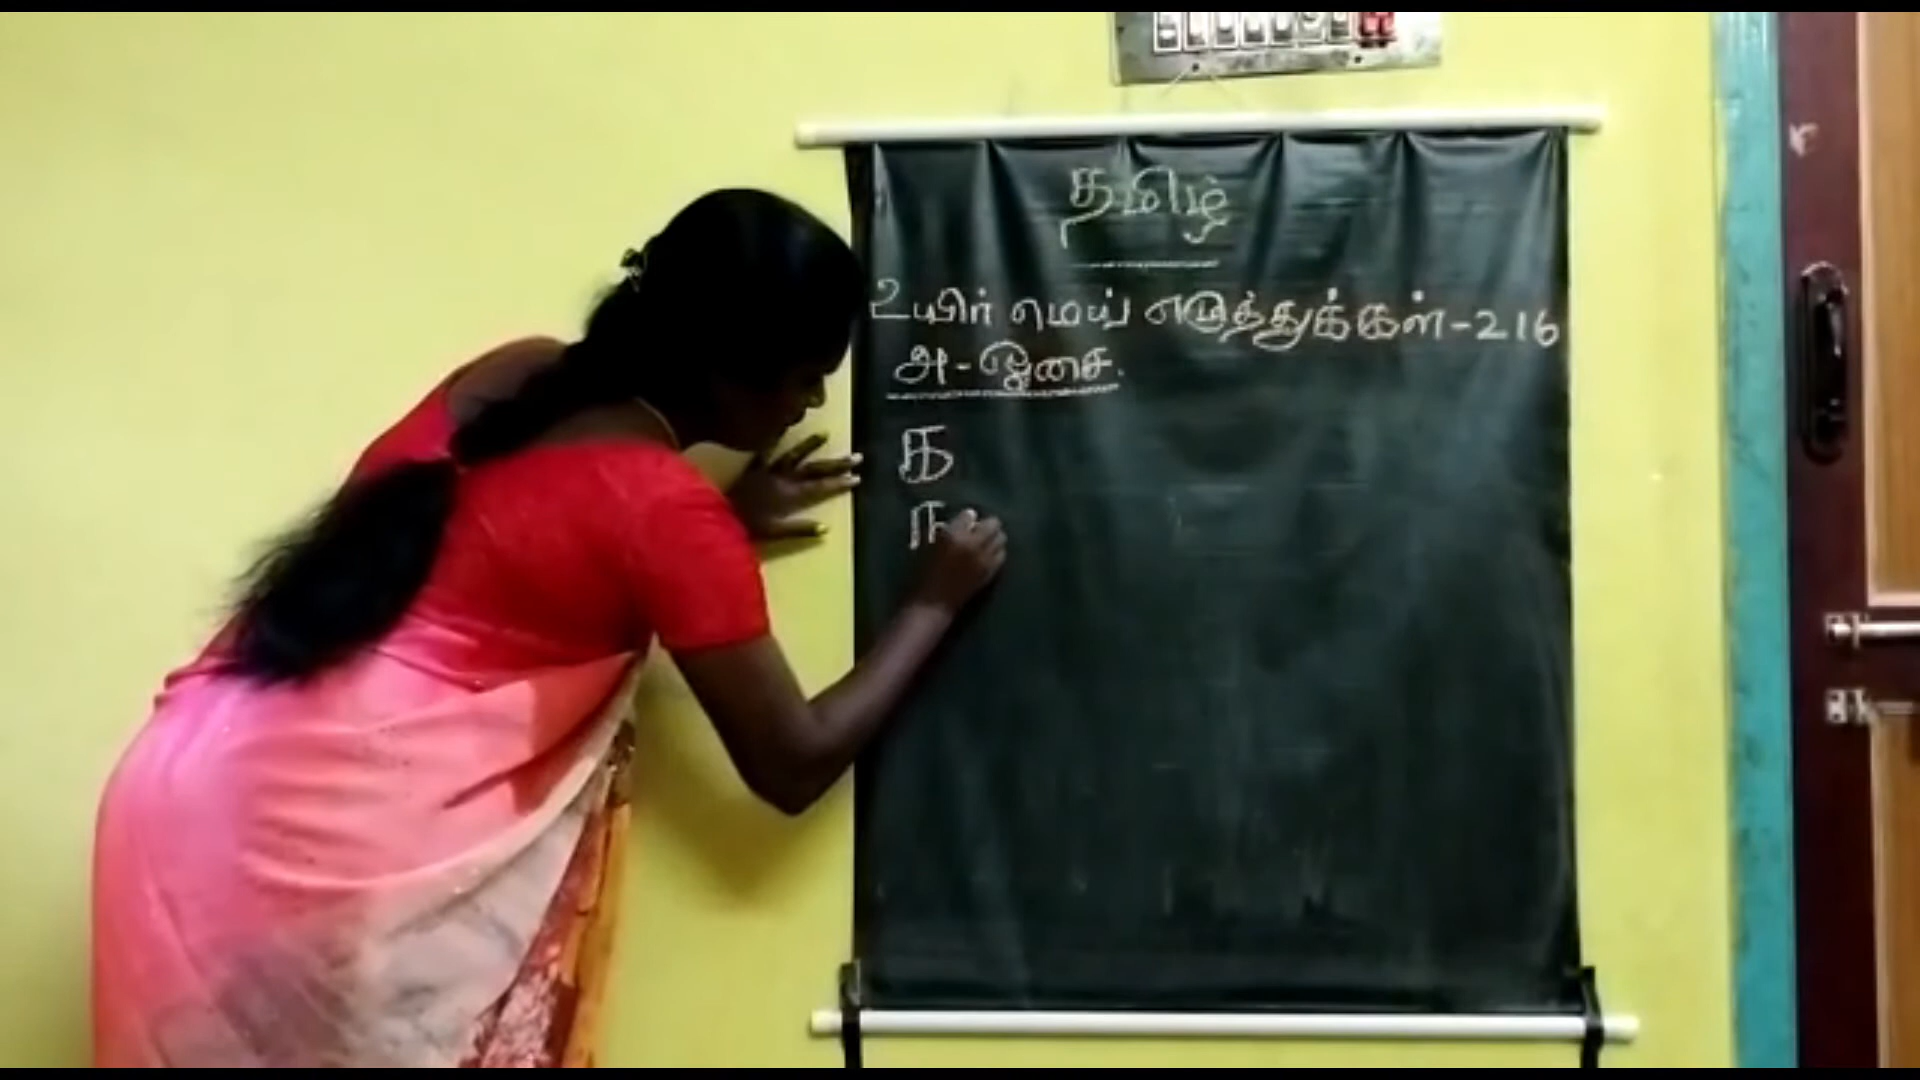 தமிழ்
உயிர் மெய் எழுத்துக்கள்-216
அ-ஓசை.
க